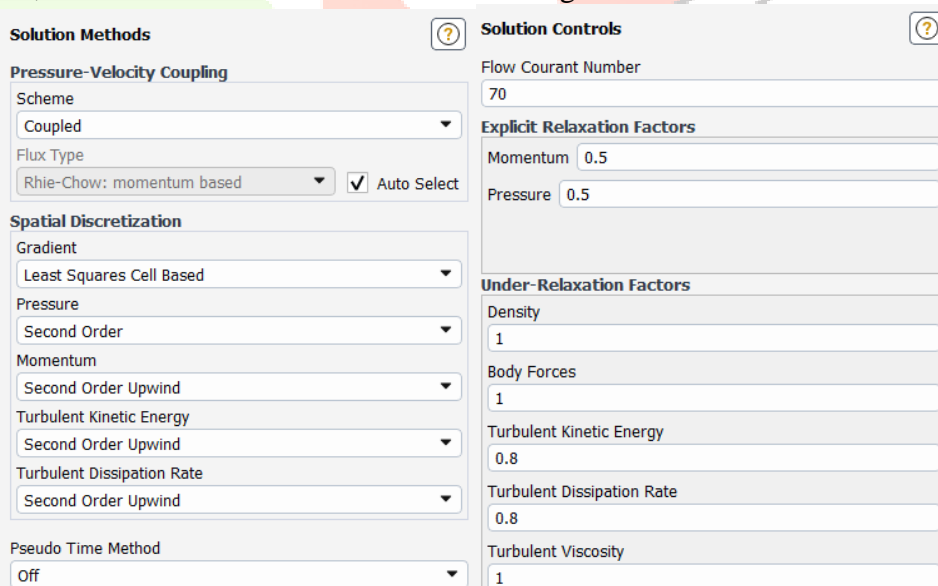 Solution Methods
?
Pressure-Velocity Coupling
Scheme
Coupled
Flux Type
Rhie-Chow: momentum based
Auto Select
Spatial Discretization
Gradient
Least Squares Cell Based
Pressure
Second Order
Momentum
Second Order Upwind
Turbulent Kinetic Energy
Second Order Upwind
Turbulent Dissipation Rate
Second Order Upwind
Pseudo Time Method
Off
Solution Controls
?
Flow Courant Number
70
Explicit Relaxation Factors
Momentum 0.5
Pressure 0.5
Under-Relaxation Factors
Density
1
Body Forces
1
Turbulent Kinetic Energy
0.8
Turbulent Dissipation Rate
0.8
Turbulent Viscosity
1